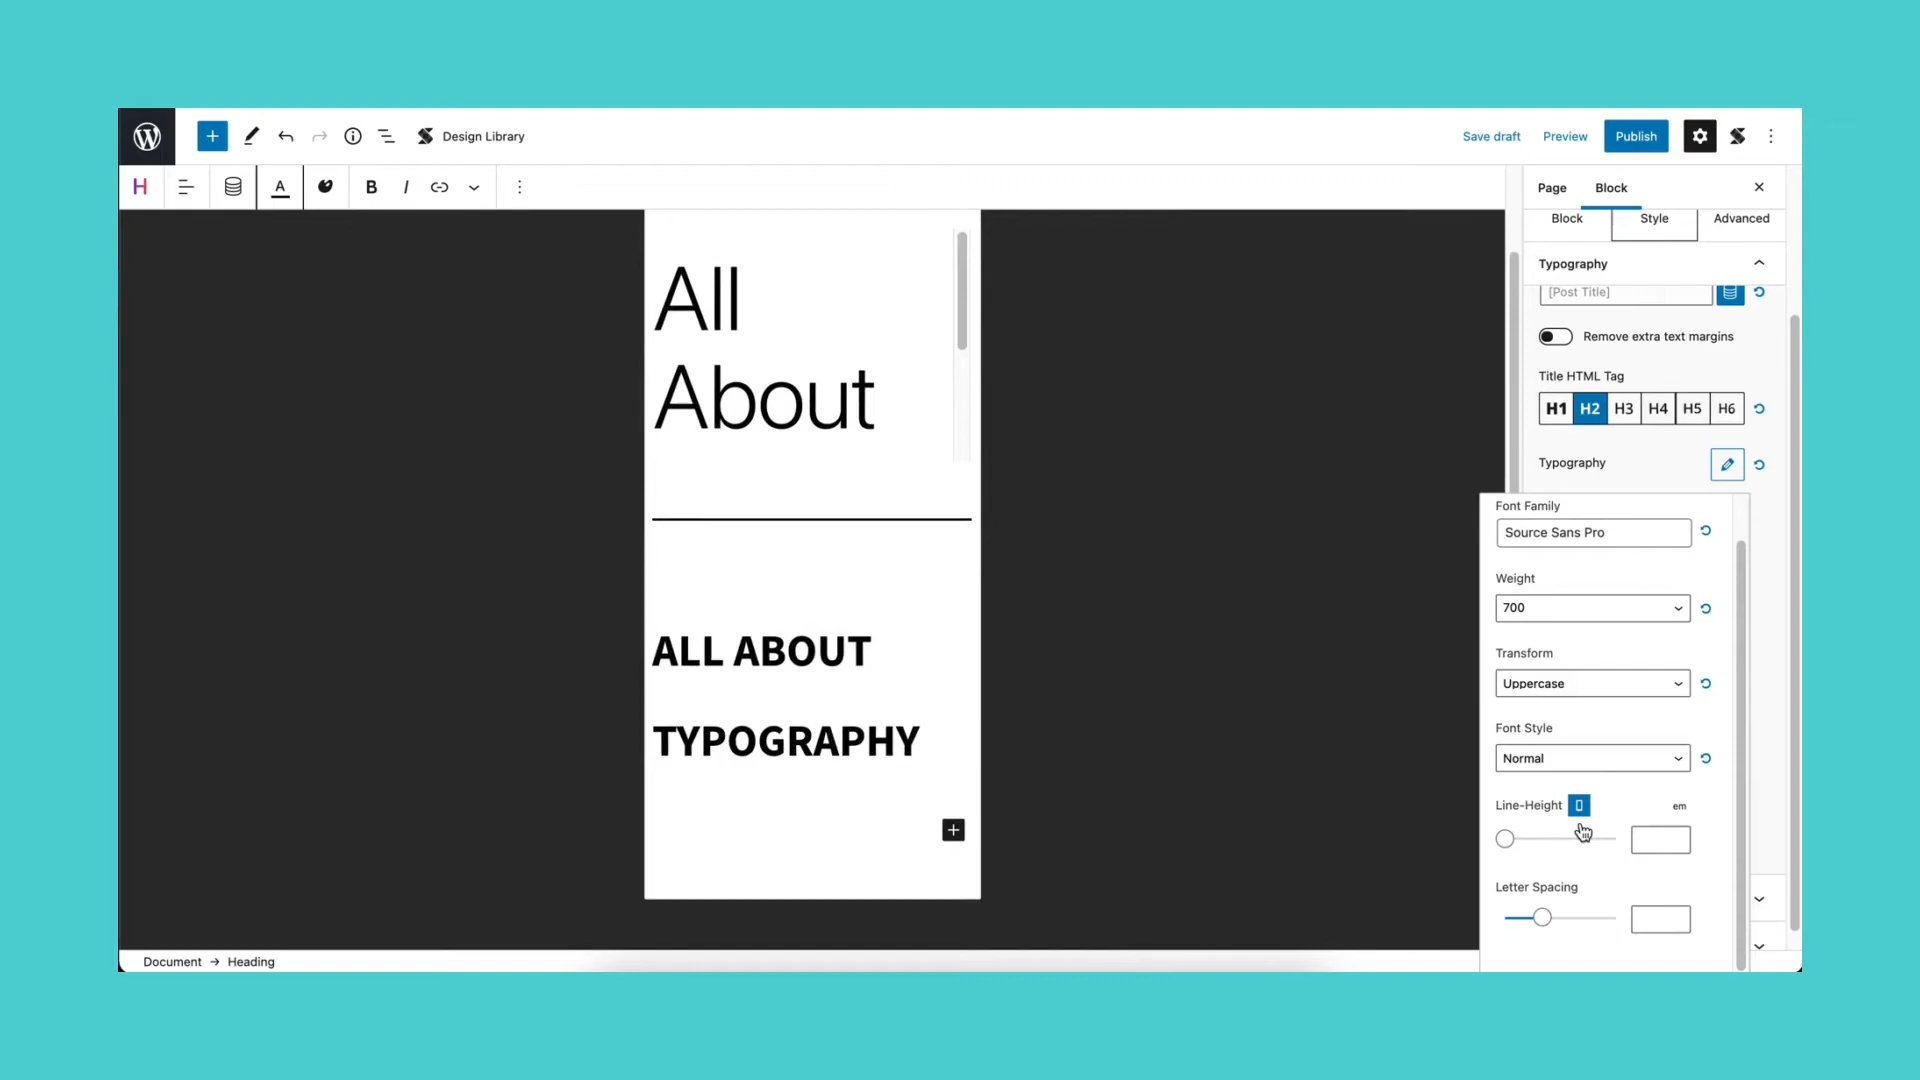 Design Library
Save draft
Preview
Publish
H
A
B
I
Page
Block
Block
Style
Advanced
Typography
[Post Title]
Remove extra text margins
Title HTML Tag
H1 H2 H3 H4 H5 H6
Typography
All
About
ALL ABOUT
TYPOGRAPHY
Font Family
Source Sans Pro
Weight
700
Transform
Uppercase
Font Style
Normal
Line-Height
em
Letter Spacing
Document → Heading